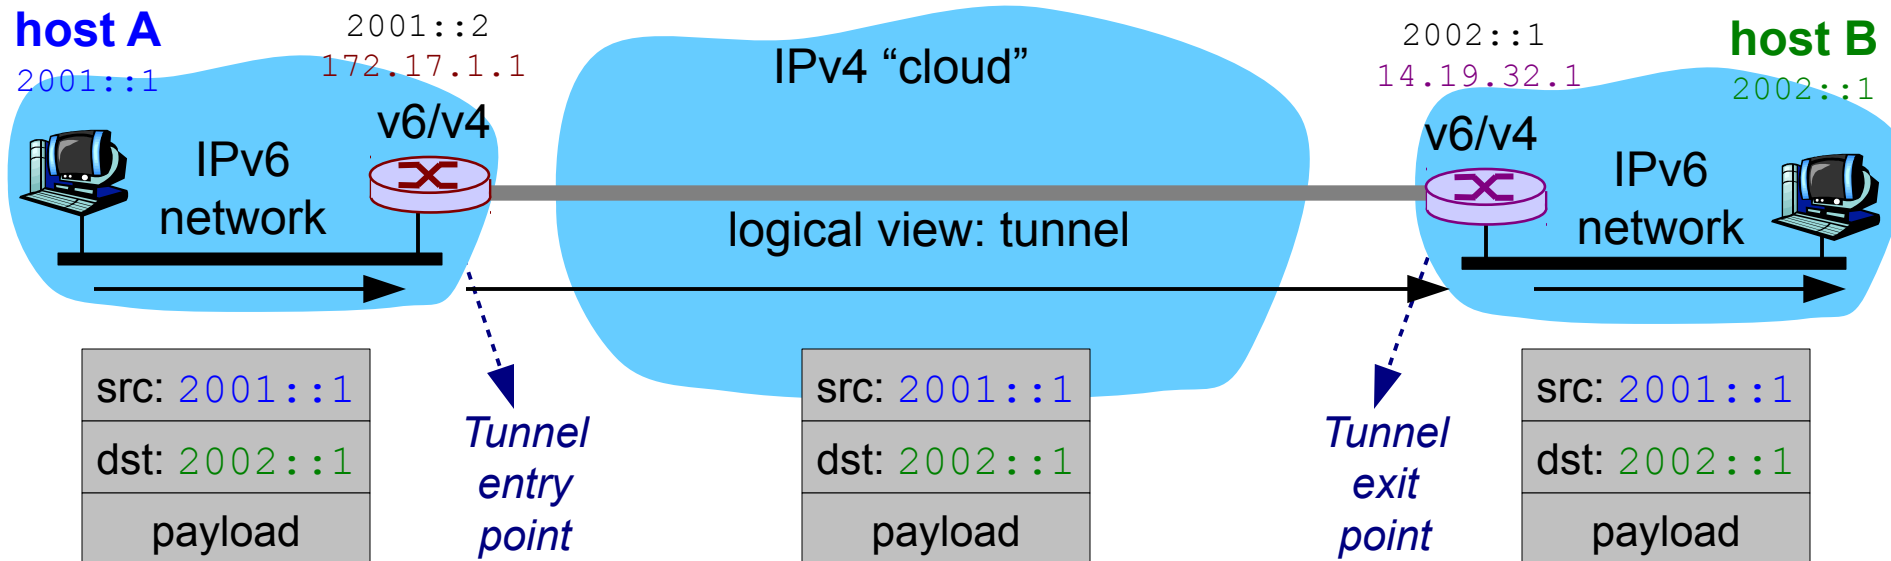 host A
2001::1
2001::2
172.17.1.1
v6/v4
IPv6
network
IPv4 “cloud”
logical view: tunnel
2002::1
14.19.32.1
v6/v4
host B
2002::1
IPv6
network
src: 2001::1
dst: 2002::1
payload
Tunnel
entry
point
src: 2001::1
dst: 2002::1
payload
Tunnel
exit
point
src: 2001::1
dst: 2002::1
payload